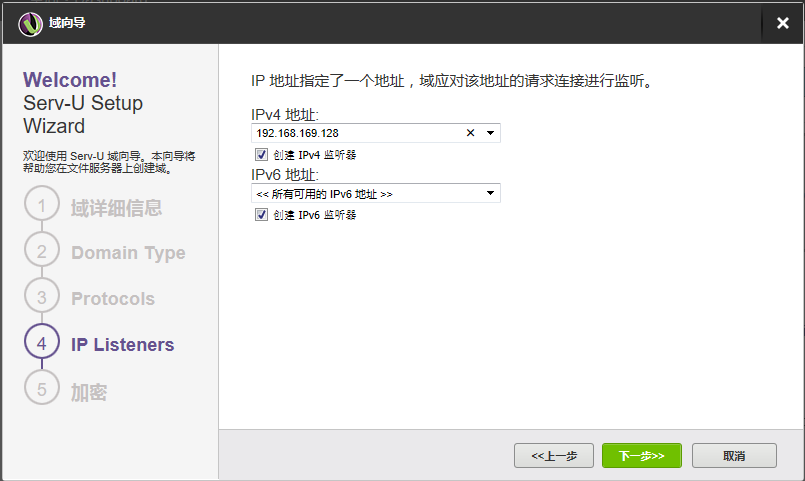 域向导
Welcome!
Serv-U Setup
Wizard
欢迎使用 Serv-U 域向导。本向导将
帮助您在文件服务器上创建域。
1 域详细信息
2 Domain Type
3 Protocols
4 IP Listeners
5 加密
IP 地址指定了一个地址，域应对该地址的请求连接进行监听。
IPv4 地址:
192.168.169.128
创建 IPv4 监听器
IPv6 地址:
<< 所有可用的 IPv6 地址 >>
创建 IPv6 监听器
<<上一步
下一步>>
取消